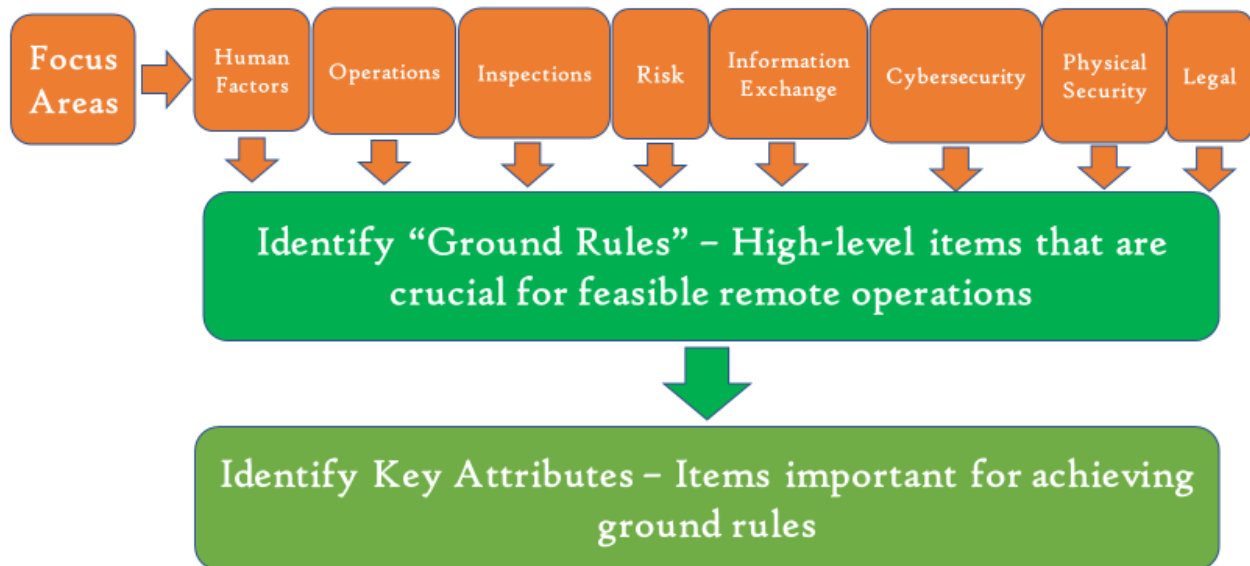 Focus
Areas
Human
Factors
Operations
Inspections
Risk
Information
Exchange
Cybersecurity
Physical
Security
Legal
Identify “Ground Rules” – High-level items that are
crucial for feasible remote operations
Identify Key Attributes – Items important for achieving
ground rules